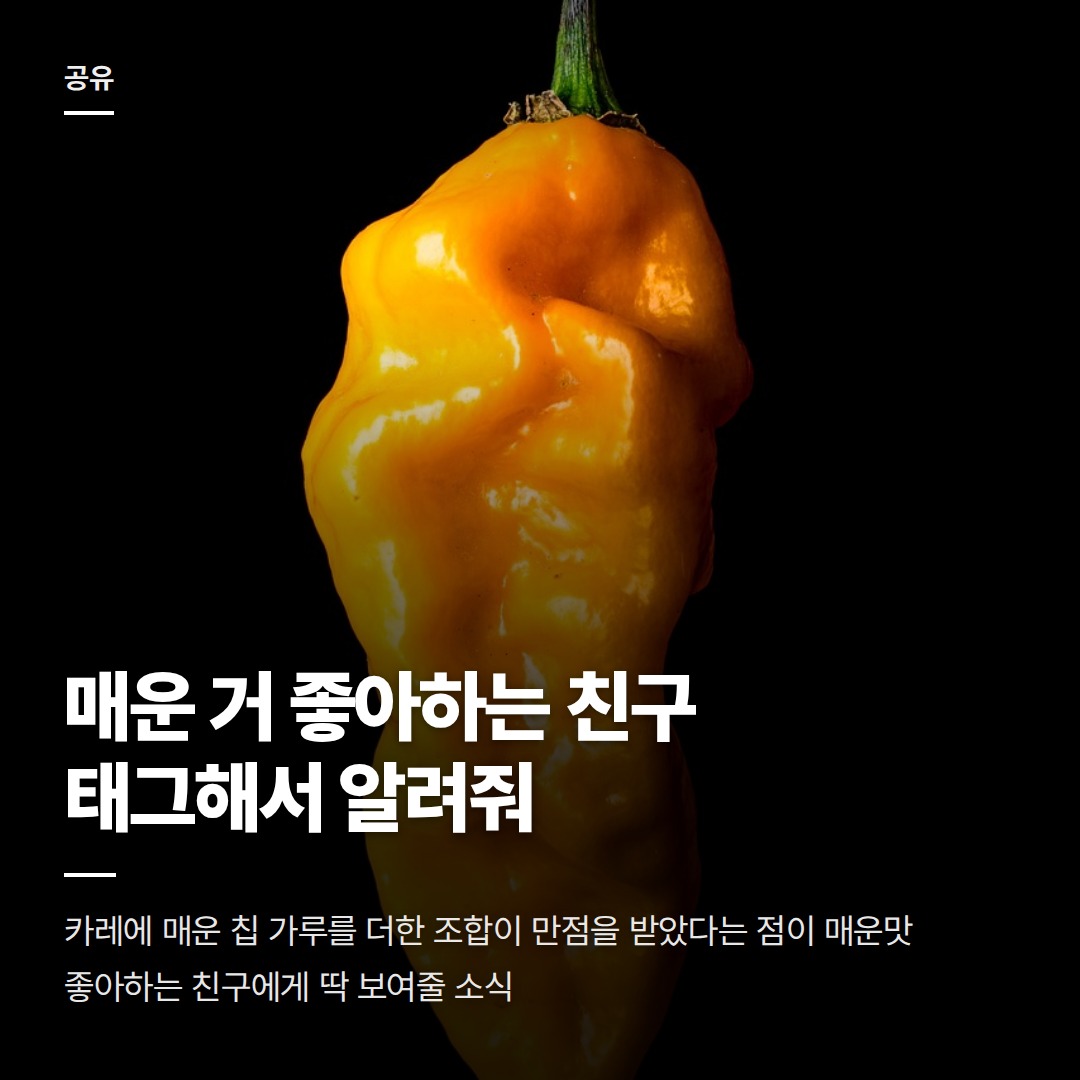 공유
매운 거 좋아하는 친구
태그해서 알려줘
카레에 매운 칩 가루를 더한 조합이 만점을 받았다는 점이 매운맛
좋아하는 친구에게 딱 보여줄 소식